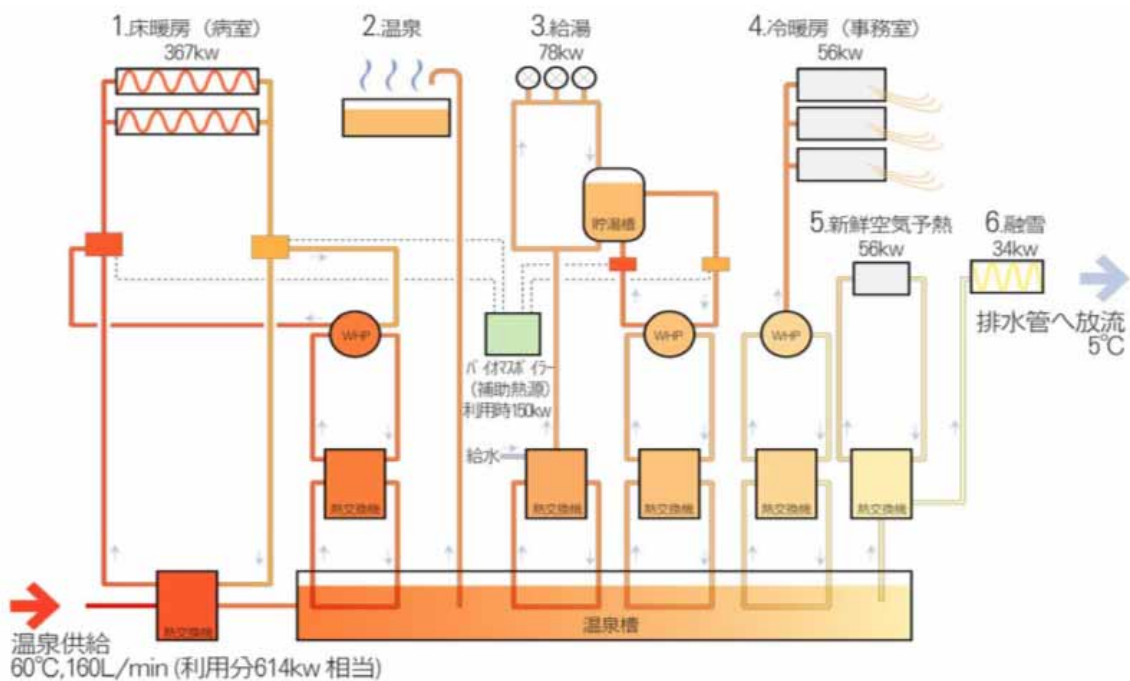 1.床暖房（病室）
367kw
2.温泉
3.給湯
78kw
4.冷暖房（事務室）
56kw
貯湯槽
5.新鮮空気予熱
56kw
6.融雪
34kw
排水管へ放流
5℃
WHP
WHP
WHP
バイオマスボイラー
（補助熱源）
利用時150kw
給水
熱交換機
熱交換機
熱交換機
熱交換機
熱交換機
熱交換機
温泉槽
温泉供給
60℃,160L/min (利用分614kw 相当)